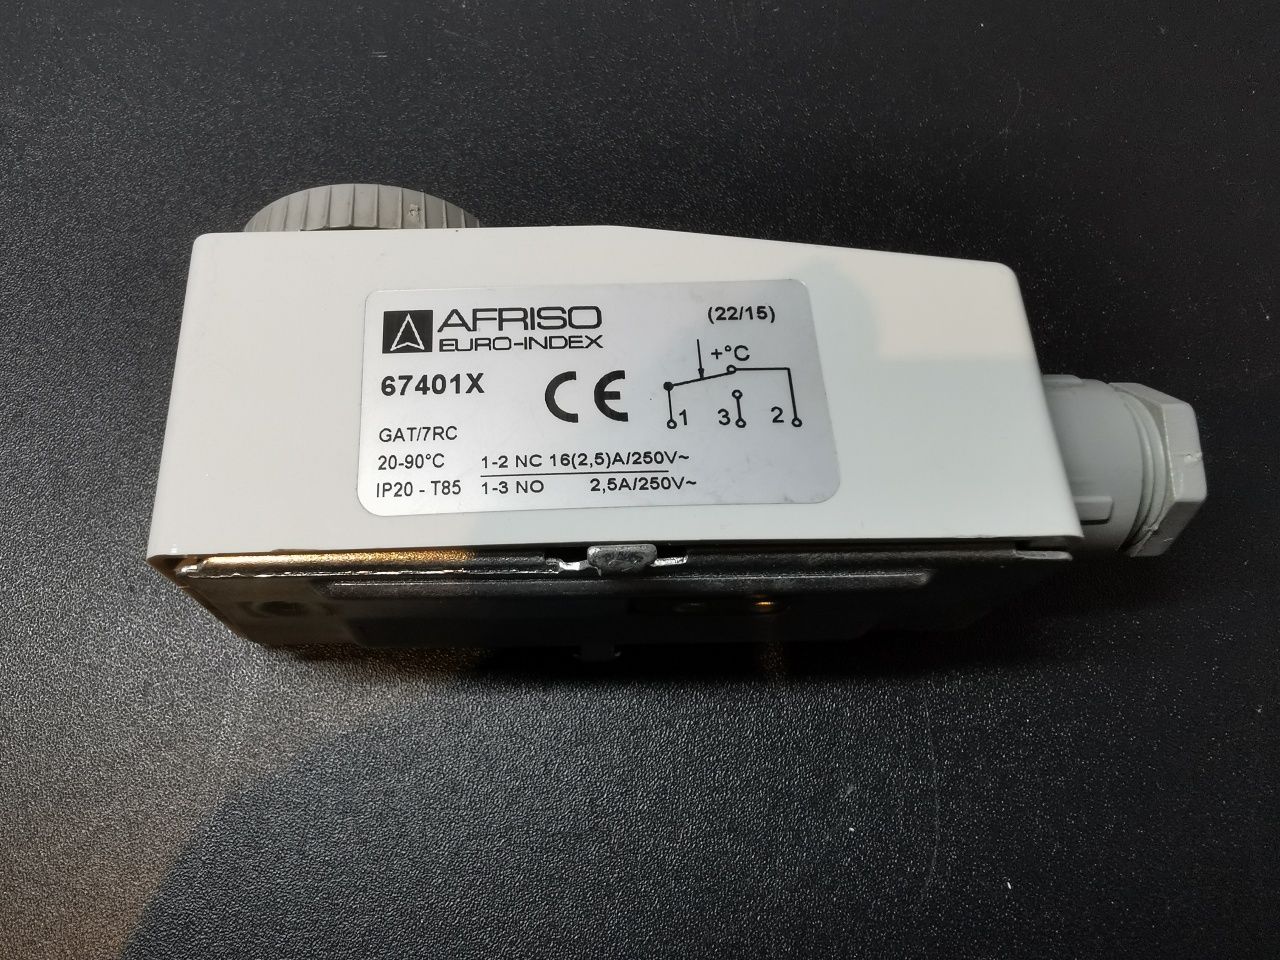 AFRISO
EURO-INDEX
(22/15)
+°C
67401X
CE
1 3 2
GAT/7RC
20-90°C 1-2 NC 16(2,5)A/250V~
IP20 - T85 1-3 NO 2,5A/250V~